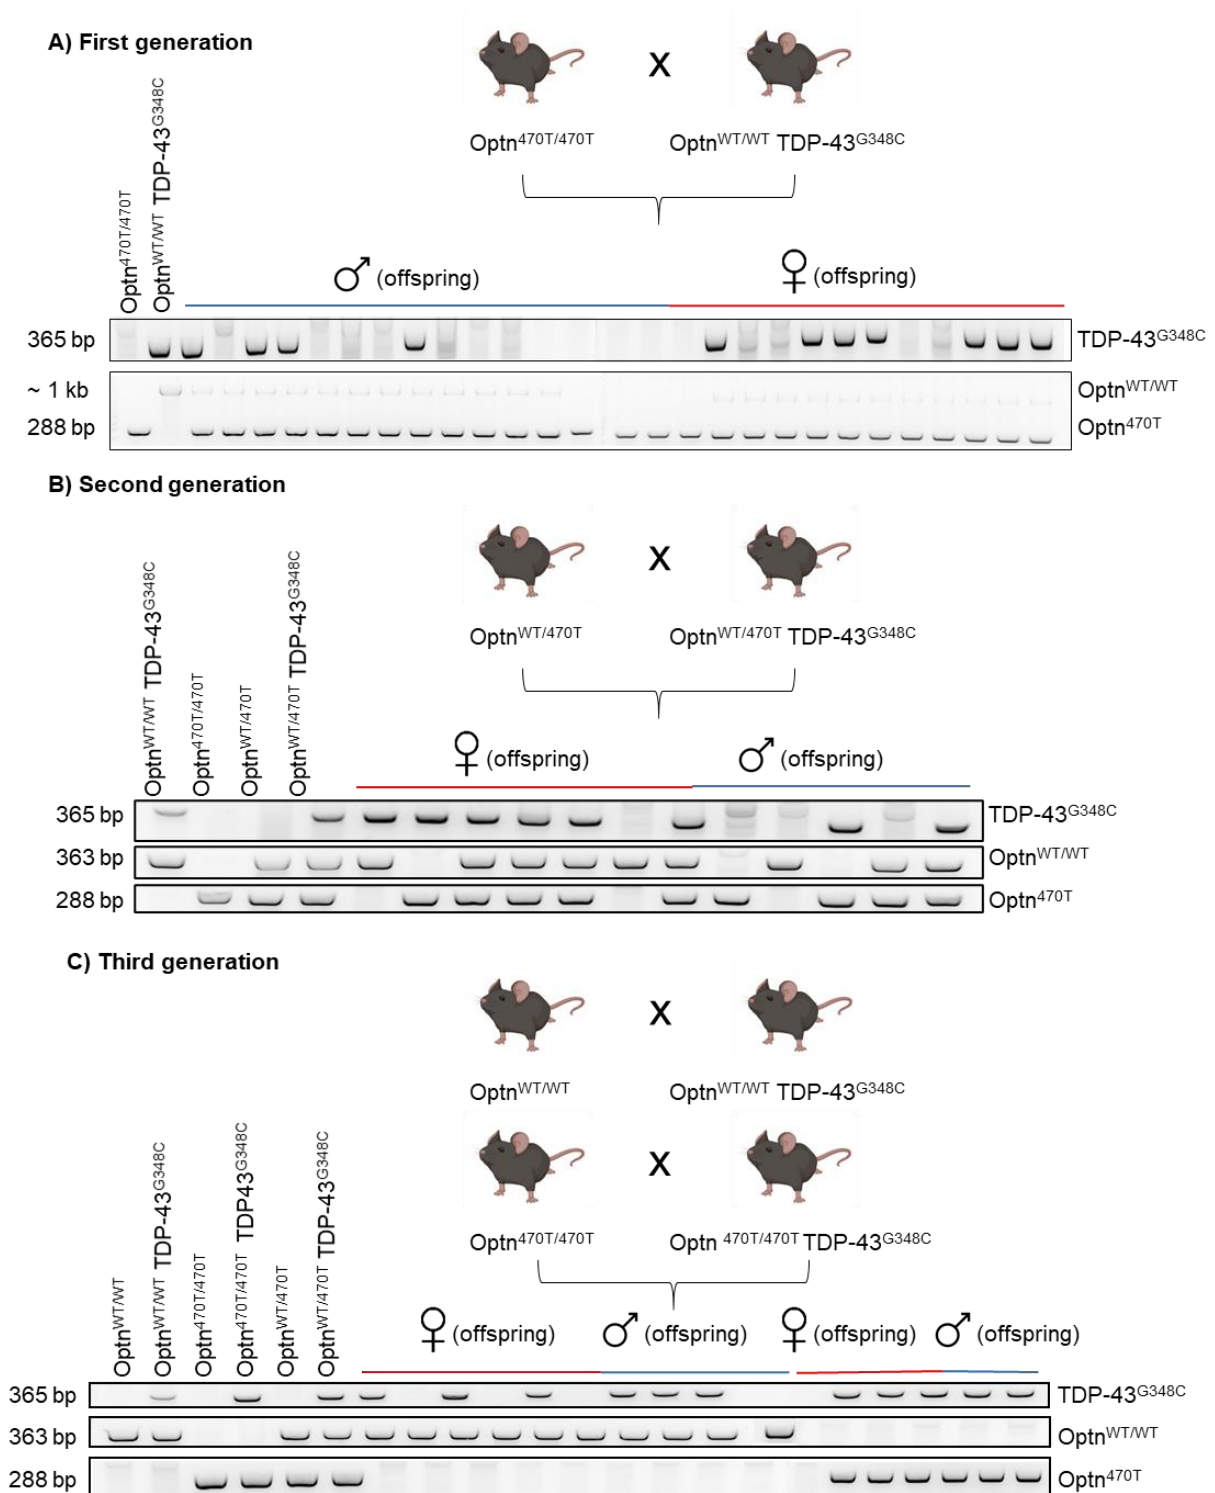 A) First generation
X
Optn470T/470T
OptnWT/WT TDP-43G348C
Optn470T/470T
OptnWT/WT TDP-43G348C
♂ (offspring)
♀ (offspring)
365 bp
TDP-43G348C
~ 1 kb
OptnWT/WT
288 bp
Optn470T
B) Second generation
X
OptnWT/470T
OptnWT/470T TDP-43G348C
OptnWT/WT TDP-43G348C
Optn470T/470T
OptnWT/470T
OptnWT/470T TDP-43G348C
♀ (offspring)
♂ (offspring)
365 bp
TDP-43G348C
363 bp
OptnWT/WT
288 bp
Optn470T
C) Third generation
X
OptnWT/WT
OptnWT/WT TDP-43G348C
X
Optn470T/470T
Optn 470T/470T TDP-43G348C
OptnWT/WT
OptnWT/WT TDP-43G348C
Optn470T/470T
Optn470T/470T TDP43G348C
OptnWT/470T
OptnWT/470T TDP-43G348C
♀ (offspring)
♂ (offspring)
♀ (offspring)
♂ (offspring)
365 bp
TDP-43G348C
363 bp
OptnWT/WT
288 bp
Optn470T